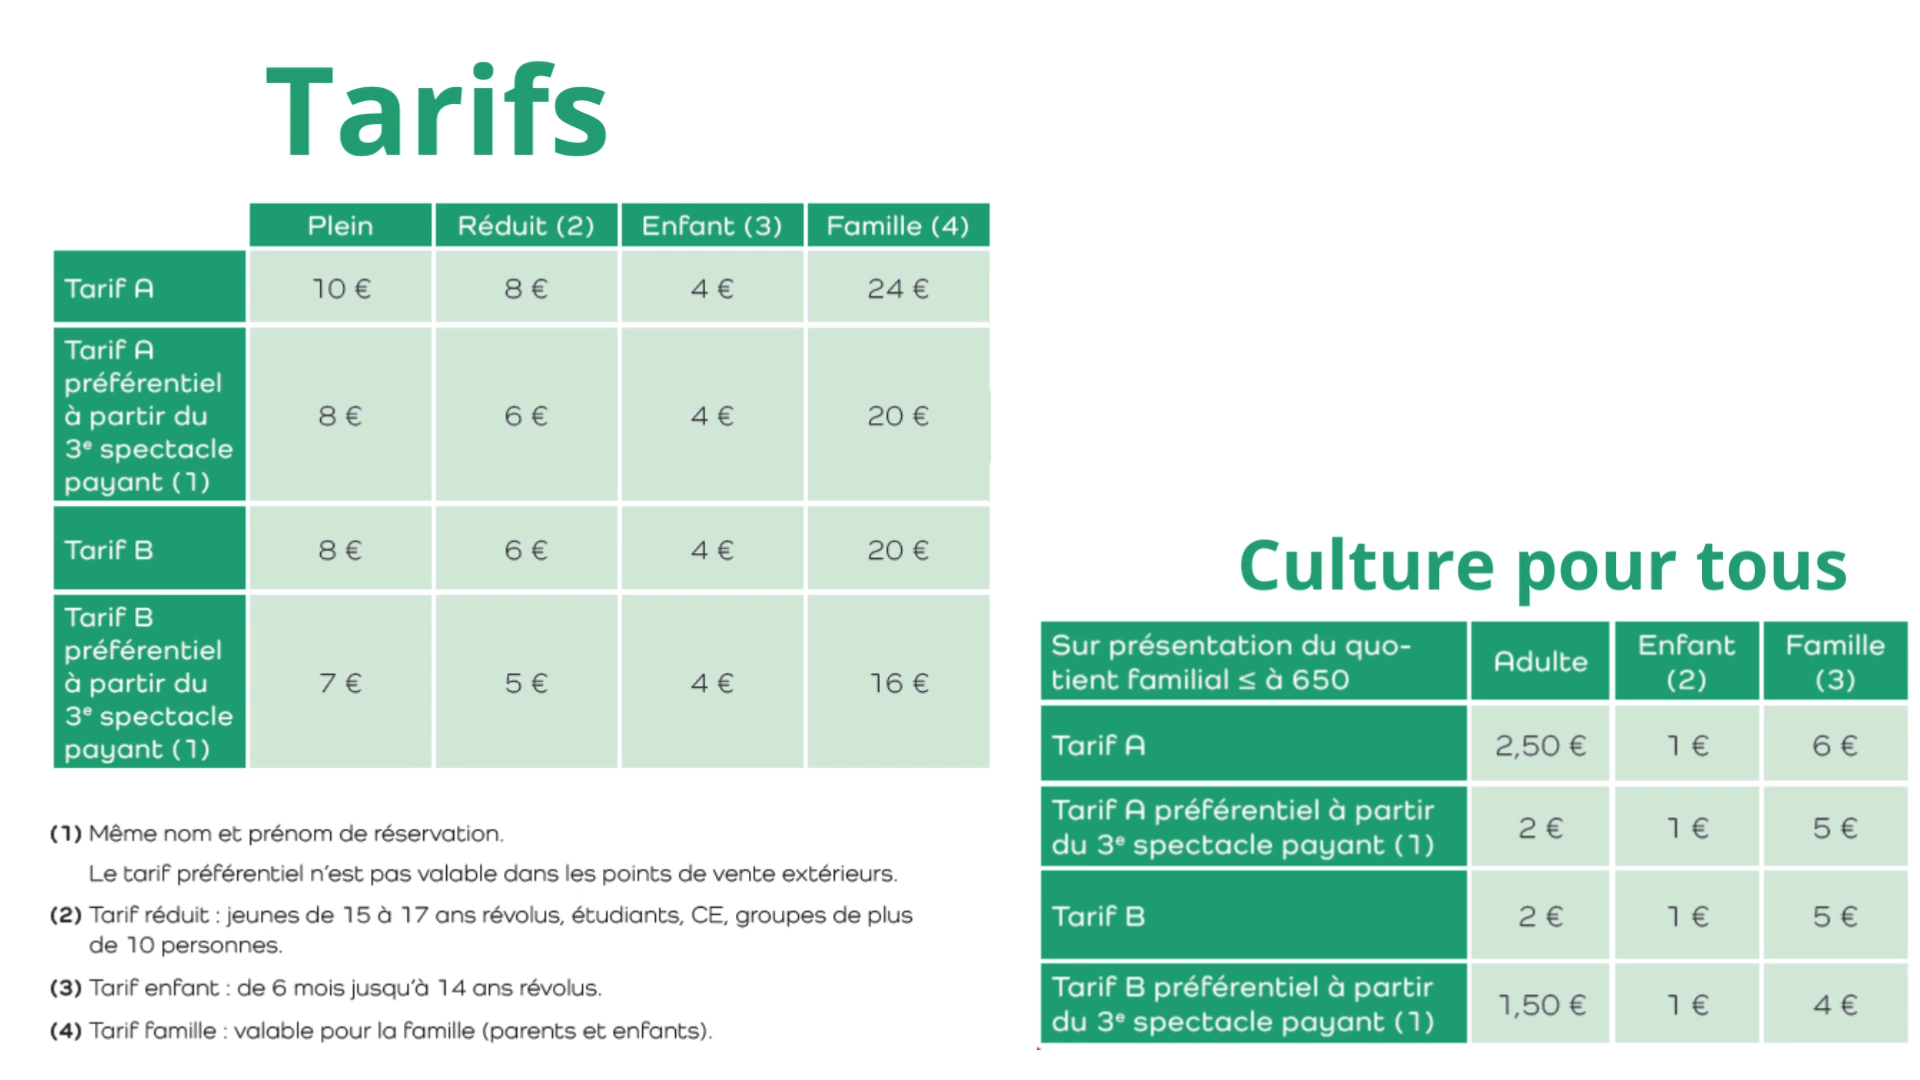 Tarifs
Plein Réduit (2) Enfant (3) Famille (4)
Tarif A 10 € 8 € 4 € 24 €
Tarif A
préférentiel
à partir du
3e spectacle
payant (1)
8 € 6 € 4 € 20 €
Tarif B 8 € 6 € 4 € 20 €
Tarif B
préférentiel
à partir du
3e spectacle
payant (1)
7 € 5 € 4 € 16 €
(1) Même nom et prénom de réservation.
Le tarif préférentiel n'est pas valable dans les points de vente extérieurs.
(2) Tarif réduit : jeunes de 15 à 17 ans révolus, étudiants, CE, groupes de plus
de 10 personnes.
(3) Tarif enfant : de 6 mois jusqu'à 14 ans révolus.
(4) Tarif famille : valable pour la famille (parents et enfants).
Culture pour tous
Sur présentation du quo-
tient familial ≤ à 650
Adulte
Enfant
(2)
Famille
(3)
Tarif A 2,50 € 1 € 6 €
Tarif A préférentiel à partir
du 3e spectacle payant (1)
2 € 1 € 5 €
Tarif B 2 € 1 € 5 €
Tarif B préférentiel à partir
du 3e spectacle payant (1)
1,50 € 1 € 4 €